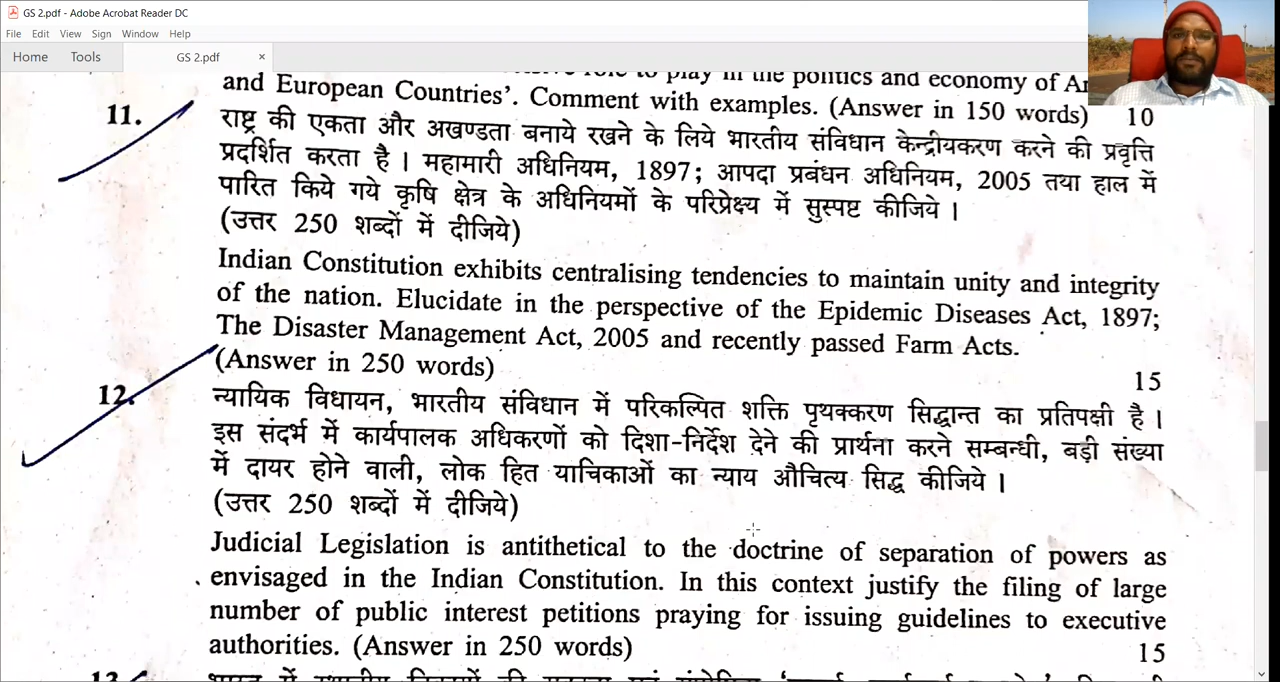 GS 2.pdf - Adobe Acrobat Reader DC
File Edit View Sign Window Help
Home Tools GS 2.pdf ×
to play in the politics and economy of
and European Countries'. Comment with examples. (Answer in 150 words) 10
11. राष्ट्र की एकता और अखण्डता बनाये रखने के लिये भारतीय संविधान केन्द्रीयकरण करने की प्रवृत्ति
प्रदर्शित करता है। महामारी अधिनियम, 1897; आपदा प्रबंधन अधिनियम, 2005 तथा हाल में
पारित किये गये कृषि क्षेत्र के अधिनियमों के परिप्रेक्ष्य में सुस्पष्ट कीजिये।
(उत्तर 250 शब्दों में दीजिये)
Indian Constitution exhibits centralising tendencies to maintain unity and integrity
of the nation. Elucidate in the perspective of the Epidemic Diseases Act, 1897;
The Disaster Management Act, 2005 and recently passed Farm Acts.
(Answer in 250 words) 15
12. न्यायिक विधायन, भारतीय संविधान में परिकल्पित शक्ति पृथक्करण सिद्धान्त का प्रतिपक्षी है।
इस संदर्भ में कार्यपालक अधिकरणों को दिशा-निर्देश देने की प्रार्थना करने सम्बन्धी, बड़ी संख्या
में दायर होने वाली, लोक हित याचिकाओं का न्याय औचित्य सिद्ध कीजिये।
(उत्तर 250 शब्दों में दीजिये)
Judicial Legislation is antithetical to the doctrine of separation of powers as
envisaged in the Indian Constitution. In this context justify the filing of large
number of public interest petitions praying for issuing guidelines to executive
authorities. (Answer in 250 words) 15